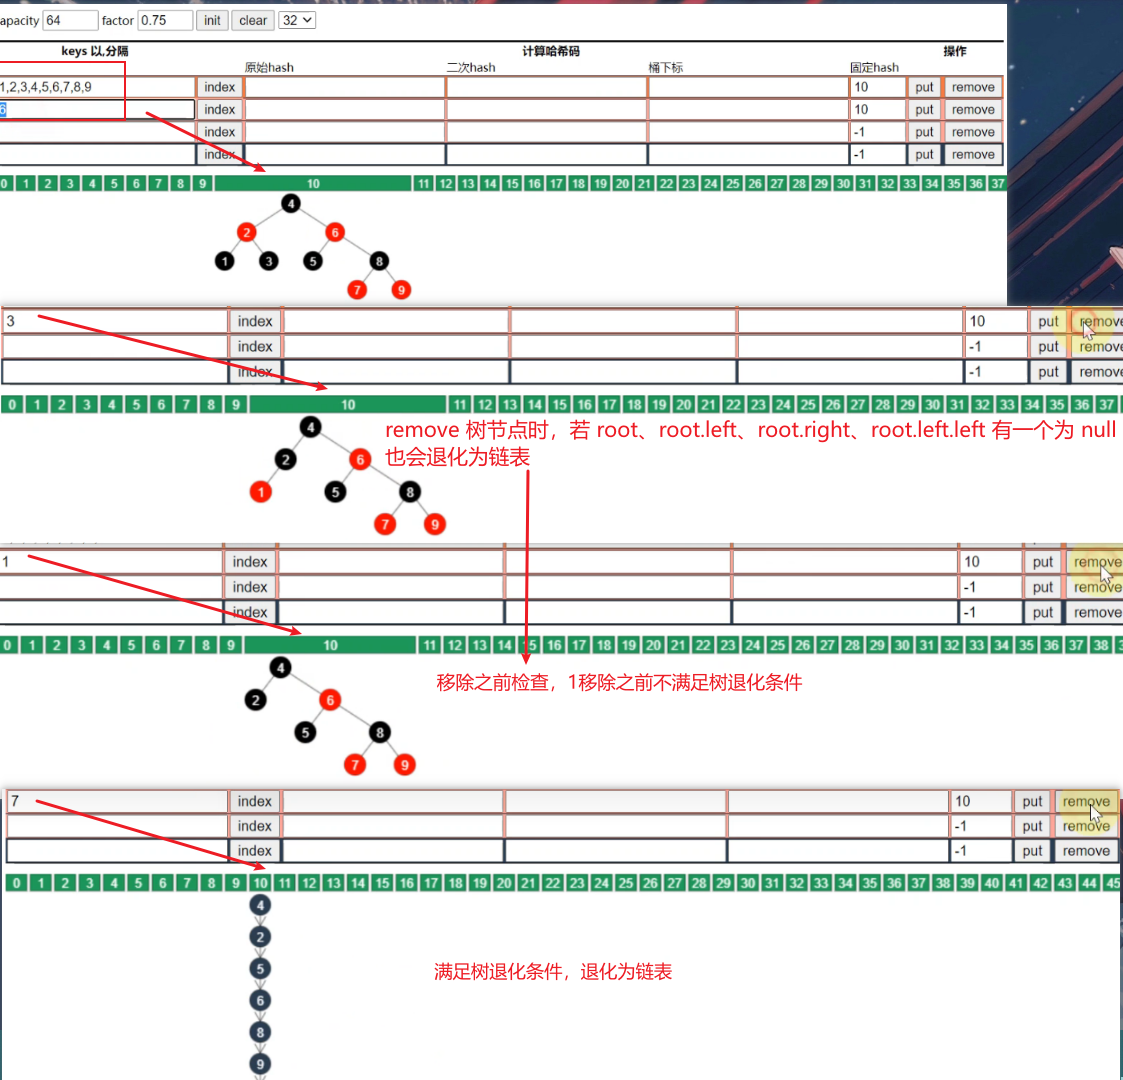 apacity 64 factor 0.75 init clear 32
keys 以,分隔 计算哈希码 操作
原始hash 二次hash 桶下标 固定hash
1,2,3,4,5,6,7,8,9 index 10 put remove
6 index 10 put remove
index -1 put remove
index -1 put remove
0 1 2 3 4 5 6 7 8 9 10 11 12 13 14 15 16 17 18 19 20 21 22 23 24 25 26 27 28 29 30 31 32 33 34 35 36 37
4
2 6
1 3 5 8
7 9
3 index 10 put remove
index -1 put remove
index -1 put remove
0 1 2 3 4 5 6 7 8 9 10 11 12 13 14 15 16 17 18 19 20 21 22 23 24 25 26 27 28 29 30 31 32 33 34 35 36 37
remove 树节点时，若 root、root.left、root.right、root.left.left 有一个为 null
也会退化为链表
4
2 6
1 5 8
7 9
1 index 10 put remove
index -1 put remove
index -1 put remove
0 1 2 3 4 5 6 7 8 9 10 11 12 13 14 15 16 17 18 19 20 21 22 23 24 25 26 27 28 29 30 31 32 33 34 35 36 37 38
移除之前检查，1移除之前不满足树退化条件
4
2 6
5 8
7 9
7 index 10 put remove
index -1 put remove
index -1 put remove
0 1 2 3 4 5 6 7 8 9 10 11 12 13 14 15 16 17 18 19 20 21 22 23 24 25 26 27 28 29 30 31 32 33 34 35 36 37 38 39 40 41 42 43 44 45
4
2
5
满足树退化条件，退化为链表
6
8
9